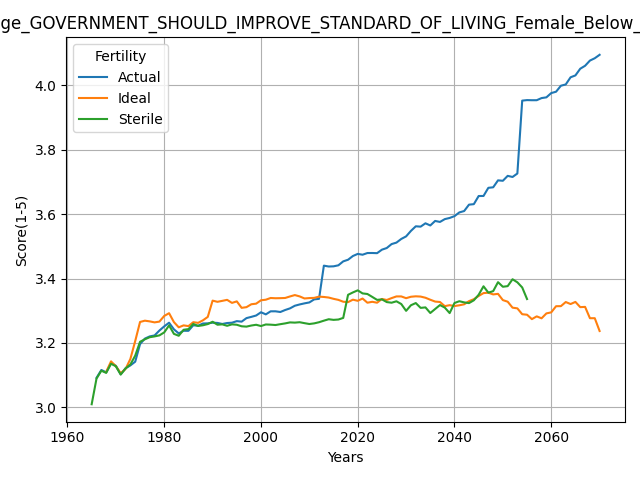 ge_GOVERNMENT_SHOULD_IMPROVE_STANDARD_OF_LIVING_Female_Below_
Fertility
Actual
Ideal
Sterile
Score(1-5)
4.0
3.8
3.6
3.4
3.2
3.0
1960 1980 2000 2020 2040 2060
Years